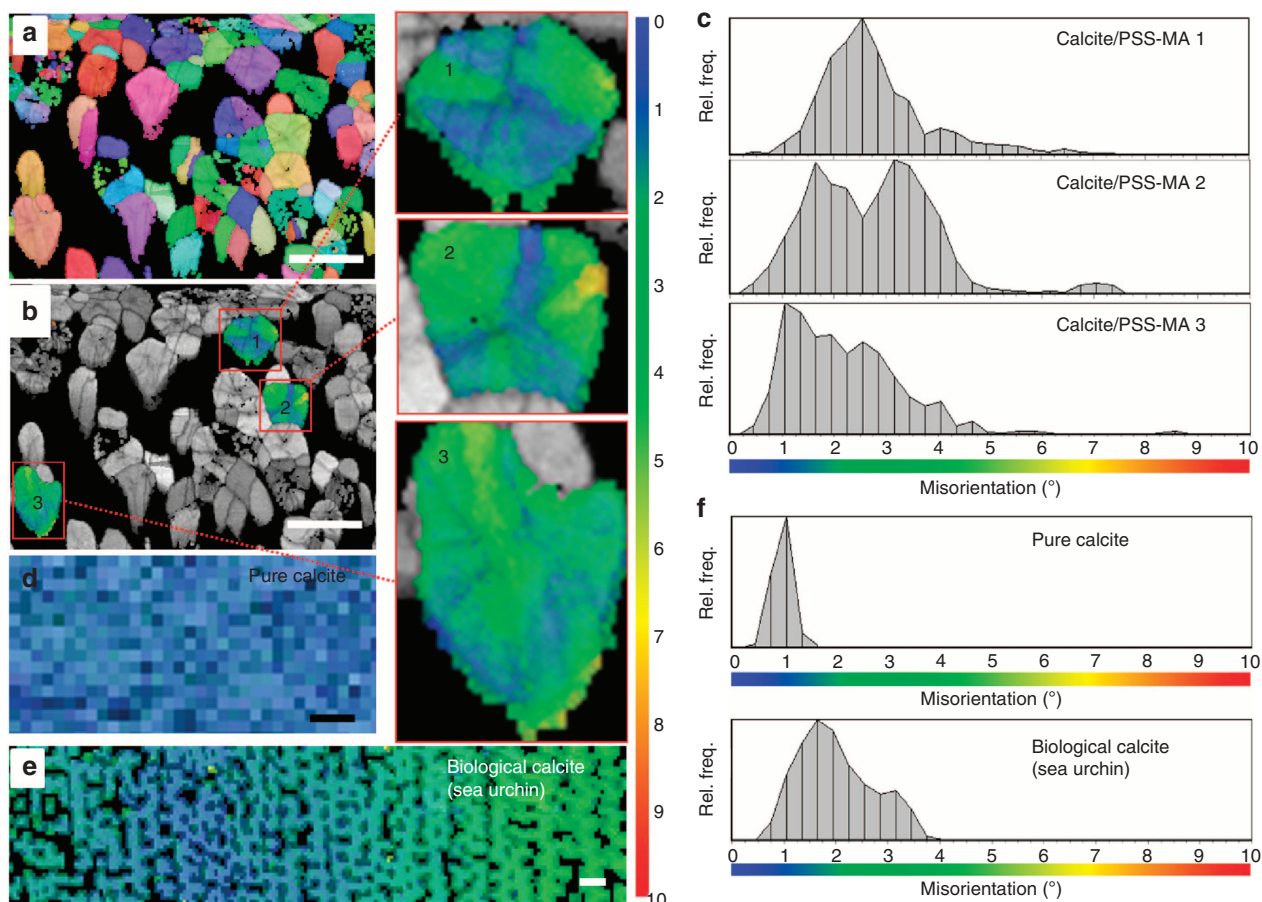 a
1
b
1
2
3
d
Pure calcite
e
Biological calcite
(sea urchin)
2
3
0
1
2
3
4
5
6
7
8
9
10
c
Calcite/PSS-MA 1
Rel. freq.
Calcite/PSS-MA 2
Rel. freq.
Calcite/PSS-MA 3
Rel. freq.
0 1 2 3 4 5 6 7 8 9 10
Misorientation (°)
f
Pure calcite
Rel. freq.
0 1 2 3 4 5 6 7 8 9 10
Misorientation (°)
Biological calcite
(sea urchin)
Rel. freq.
0 1 2 3 4 5 6 7 8 9 10
Misorientation (°)